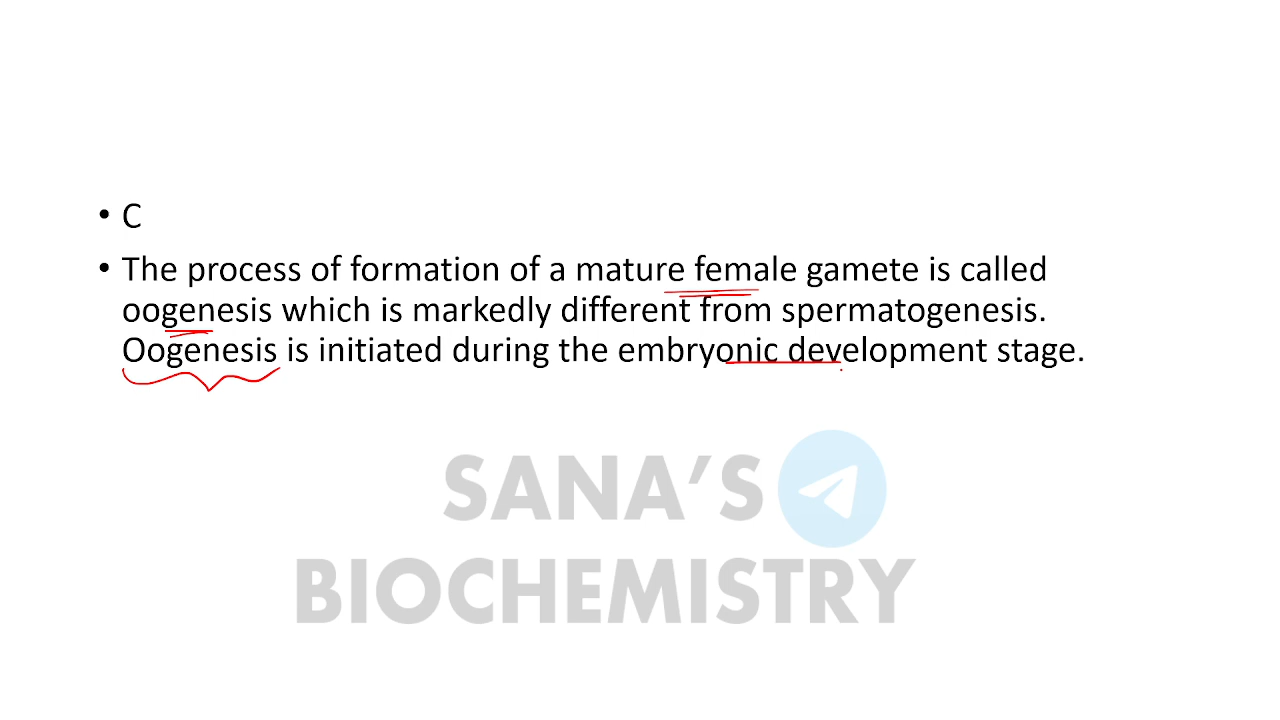 • C
• The process of formation of a mature female gamete is called
oogenesis which is markedly different from spermatogenesis.
Oogenesis is initiated during the embryonic development stage.
SANA'S
BIOCHEMISTRY